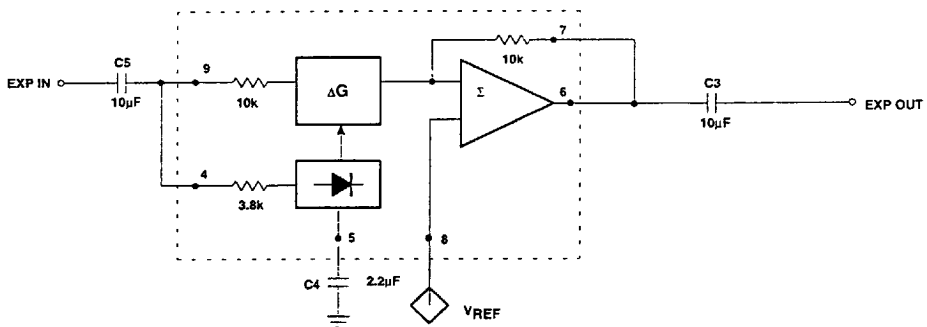 7
C5
9
10k
C3
EXP IN
10µF
10k
ΔG
Σ
6
10µF
EXP OUT
4
3.8k
5
8
C4
2.2µF
VREF